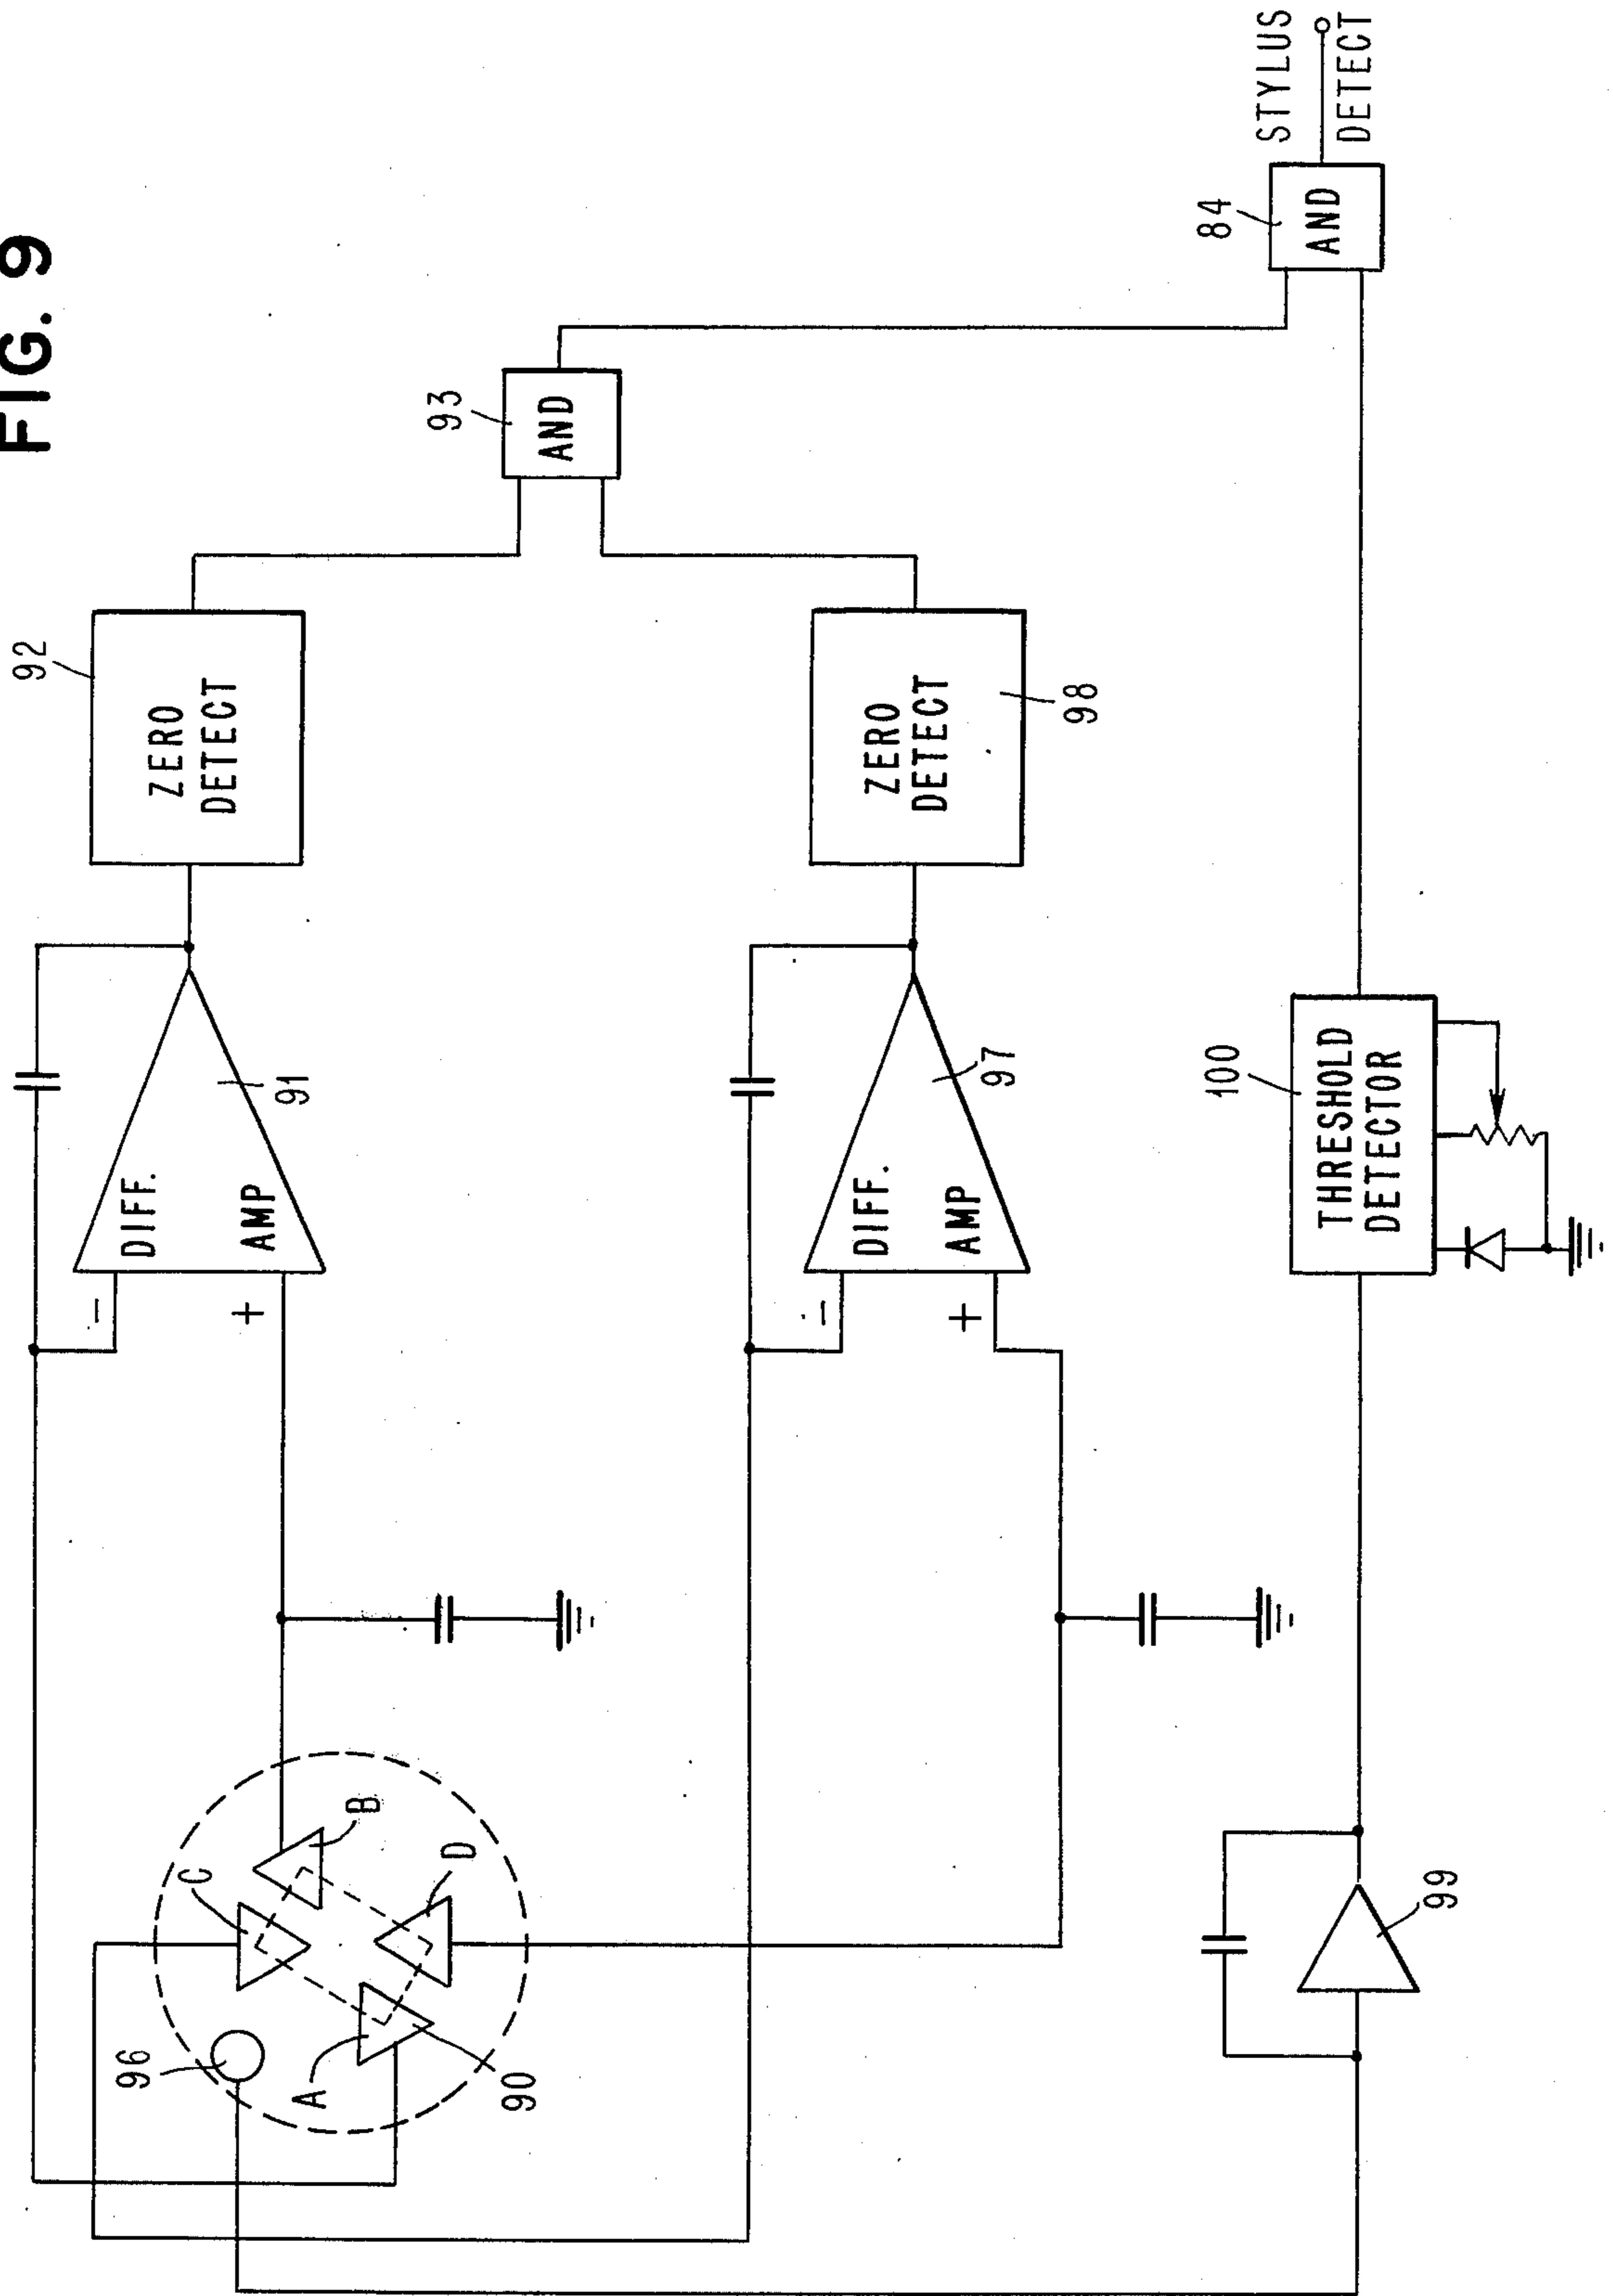 FIG. 9
92
ZERO
DETECT
91
DIFF.
AMP
−
+
93
AND
98
ZERO
DETECT
97
DIFF.
AMP
−
+
C
B
D
A
96
90
84
AND
STYLUS
DETECT
100
THRESHOLD
DETECTOR
99